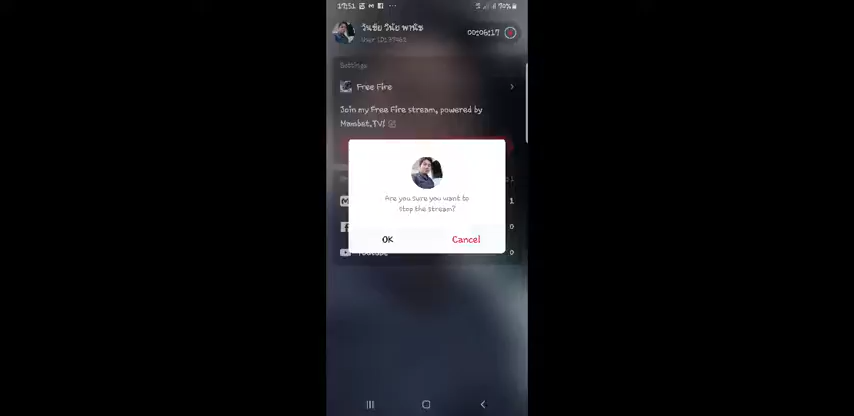 17:51
70%
วินชัย วินัย พานิช
00:06:17
Settings
Free Fire
Join my Free Fire stream, powered by
Mambet.TV!
Are you sure you want to
stop the stream?
1
0
OK
Cancel
Youtube
0